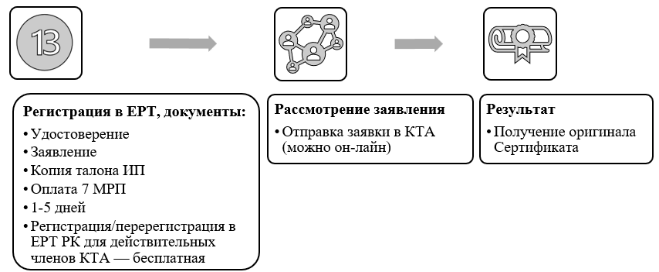 13
Регистрация в ЕРТ, документы:
• Удостоверение
• Заявление
• Копия талона ИП
• Оплата 7 МРП
• 1-5 дней
• Регистрация/перерегистрация в
ЕРТ РК для действительных
членов КТА — бесплатная
Рассмотрение заявления
• Отправка заявки в КТА
(можно он-лайн)
Результат
• Получение оригинала
Сертификата